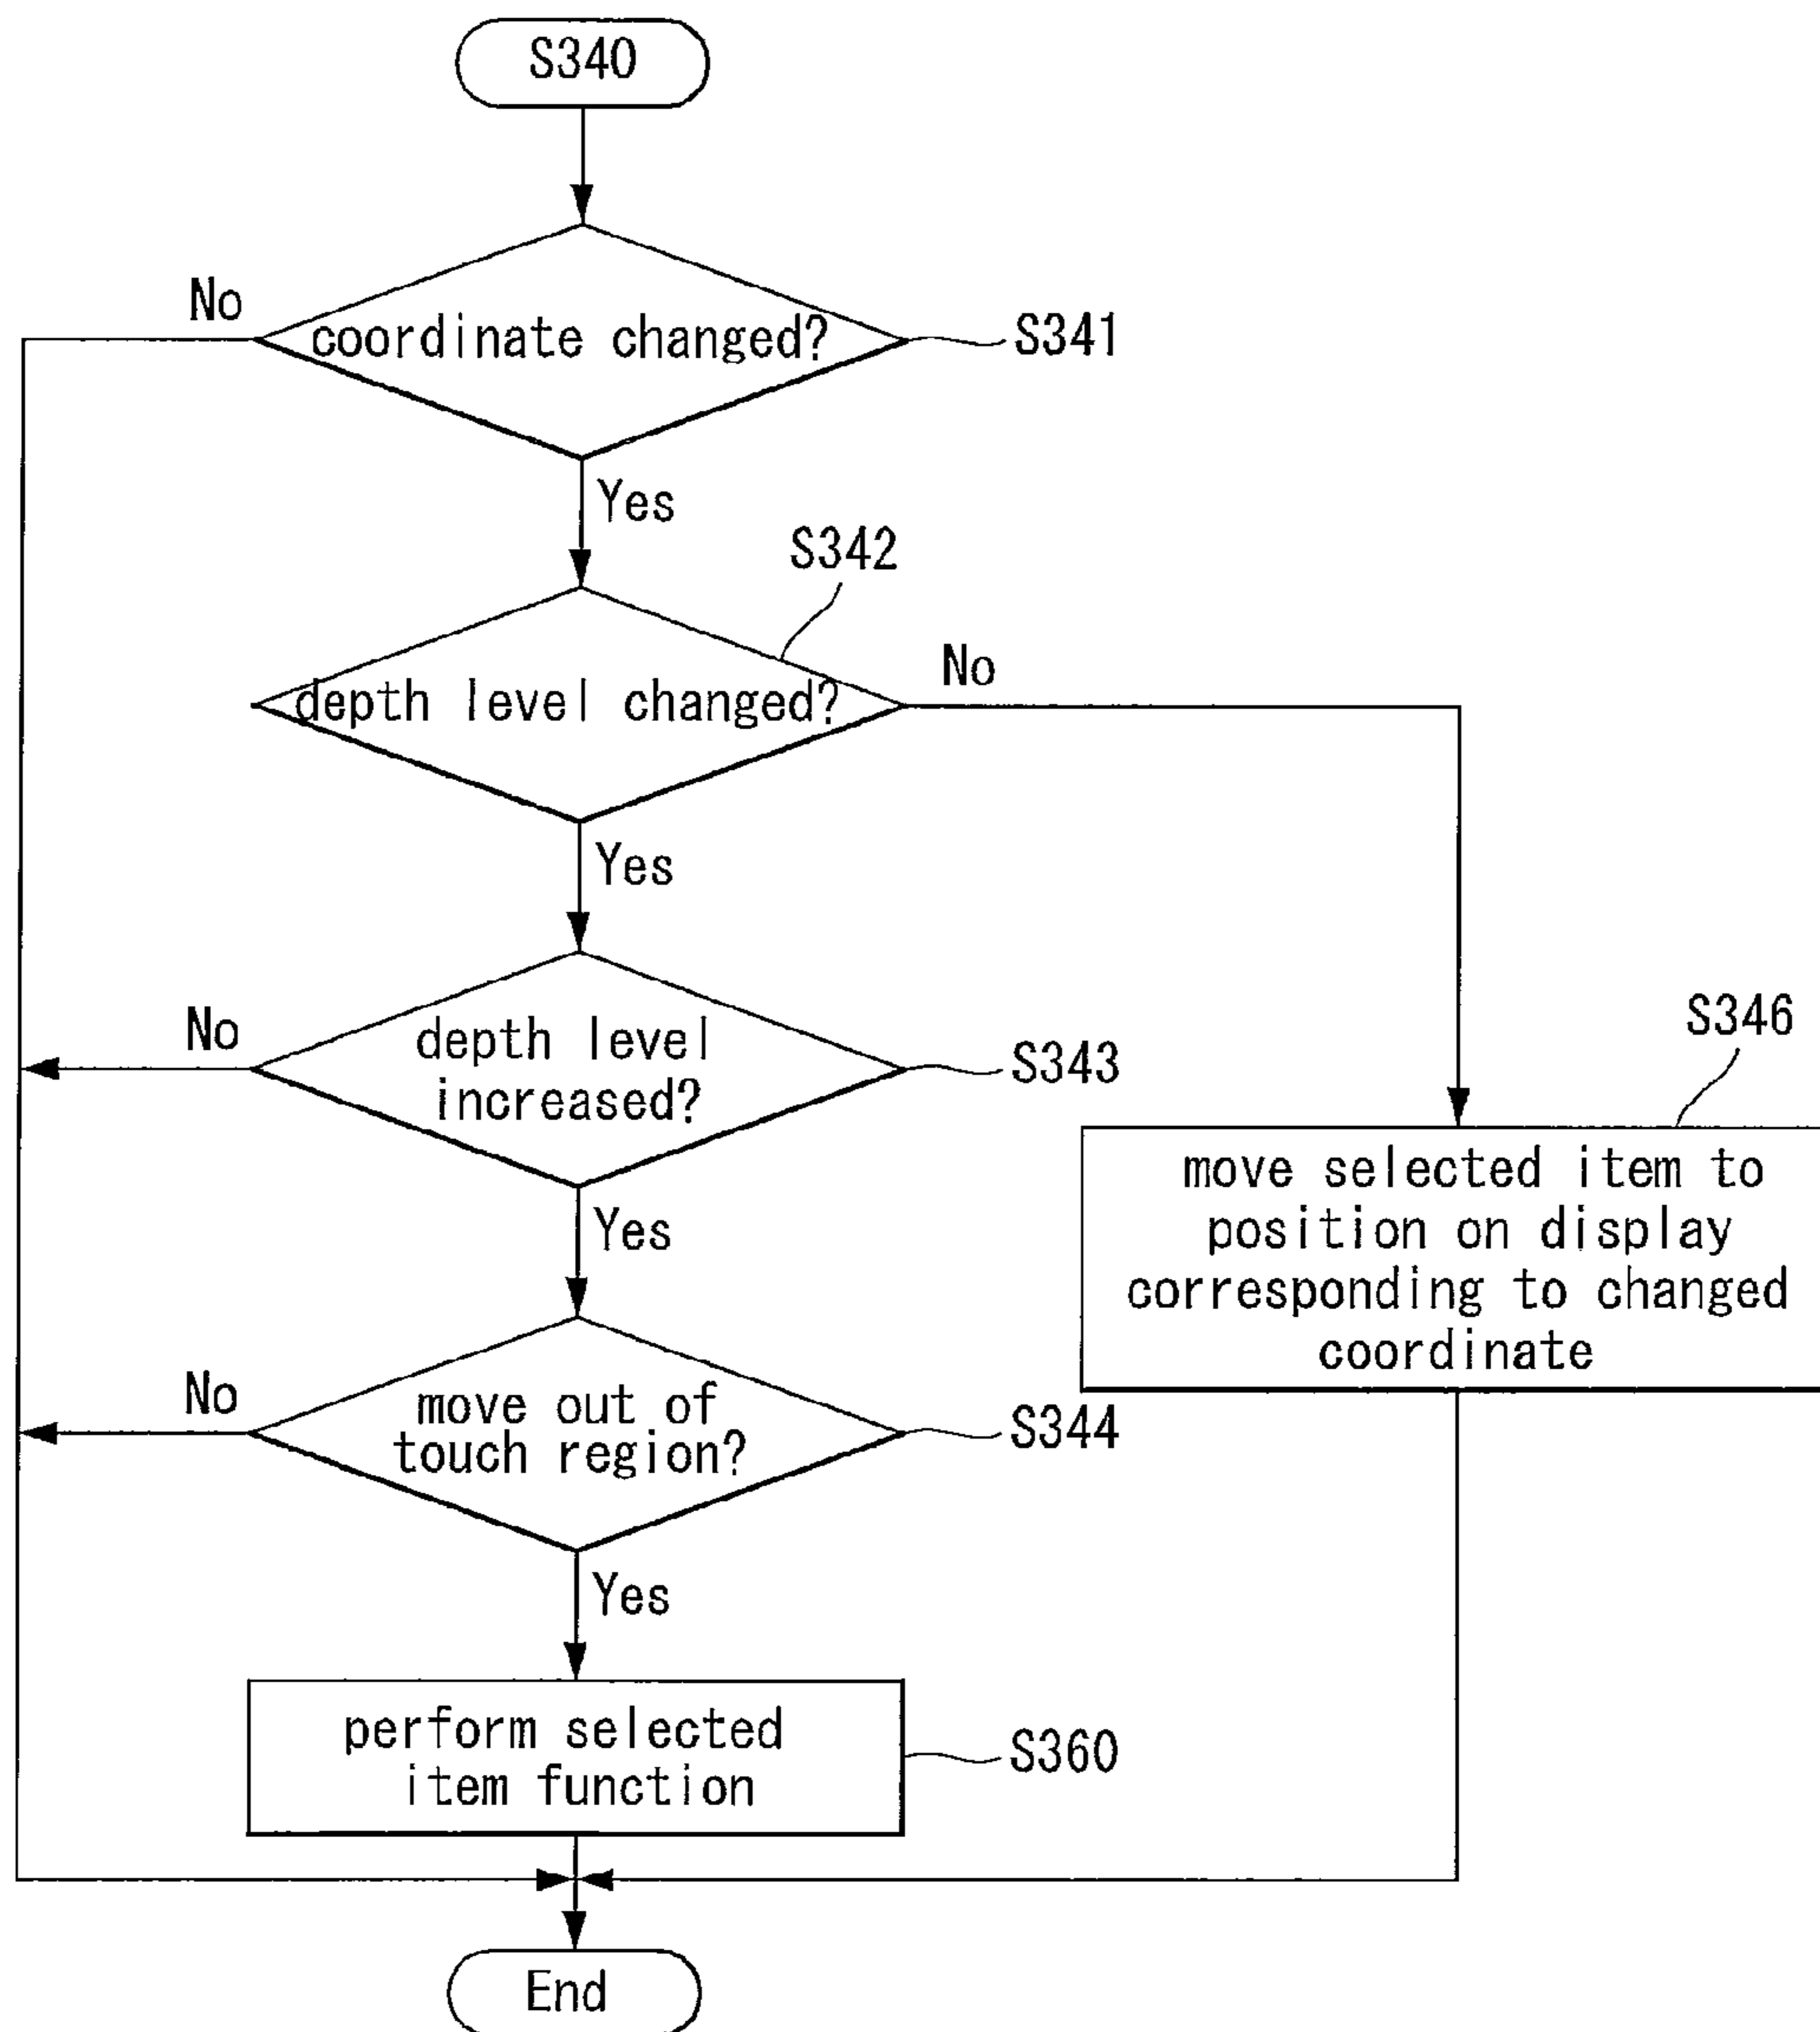 S340
No
coordinate changed?
S341
Yes
S342
depth level changed?
No
Yes
No
depth level
increased?
S343
S346
move selected item to
position on display
corresponding to changed
coordinate
Yes
No
move out of
touch region?
S344
Yes
perform selected
item function
S360
End